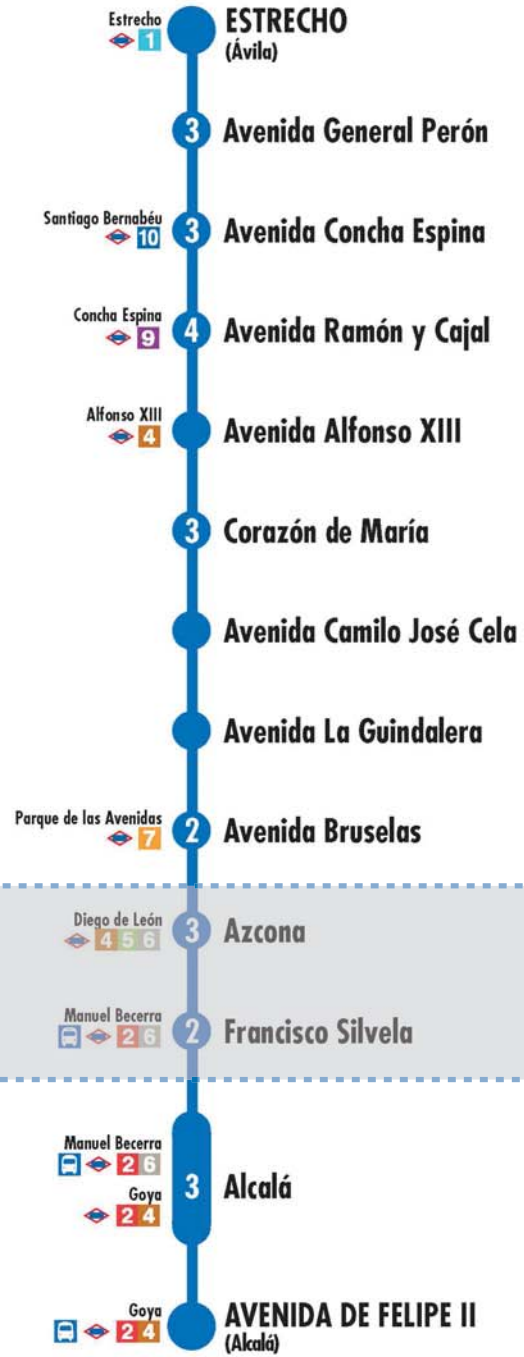 Estrecho
1
ESTRECHO
(Ávila)
3 Avenida General Perón
Santiago Bernabéu
10
3 Avenida Concha Espina
Concha Espina
9
4 Avenida Ramón y Cajal
Alfonso XIII
4
Avenida Alfonso XIII
3 Corazón de María
Avenida Camilo José Cela
Avenida La Guindalera
Parque de las Avenidas
7
2 Avenida Bruselas
Diego de León
4 5 6
3 Azcona
Manuel Becerra
2 6
2 Francisco Silvela
Manuel Becerra
2 6
Goya
2 4
3 Alcalá
Goya
2 4
AVENIDA DE FELIPE II
(Alcalá)